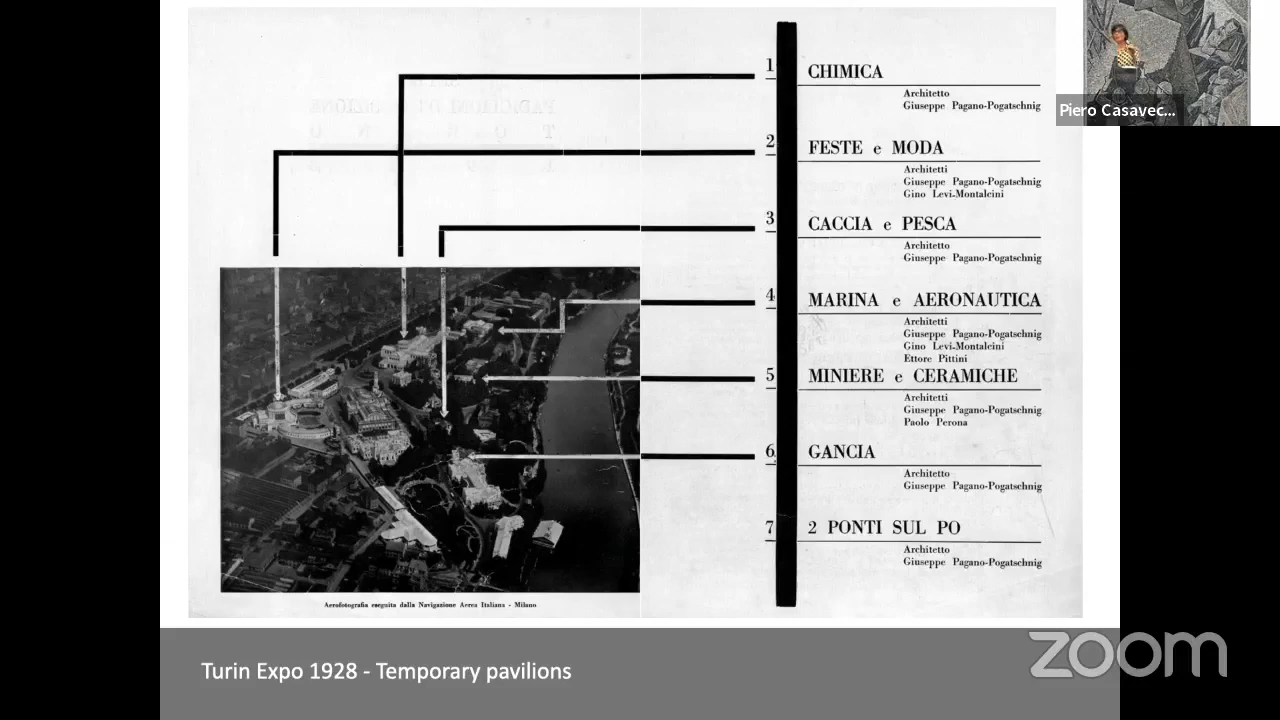 1 CHIMICA
Architetto
Giuseppe Pagano-Pogatschnig
2 FESTE e MODA
Architetti
Giuseppe Pagano-Pogatschnig
Gino Levi-Montalcini
3 CACCIA e PESCA
Architetto
Giuseppe Pagano-Pogatschnig
4 MARINA e AERONAUTICA
Architetti
Giuseppe Pagano-Pogatschnig
Gino Levi-Montalcini
Ettore Pittini
5 MINIERE e CERAMICHE
Architetti
Giuseppe Pagano-Pogatschnig
Paolo Perona
6 GANCIA
Architetto
Giuseppe Pagano-Pogatschnig
7 2 PONTI SUL PO
Architetto
Giuseppe Pagano-Pogatschnig
Aerofotografia eseguita dalla Navigazione Aerea Italiana - Milano
Turin Expo 1928 - Temporary pavilions
Piero Casavec...
zoom